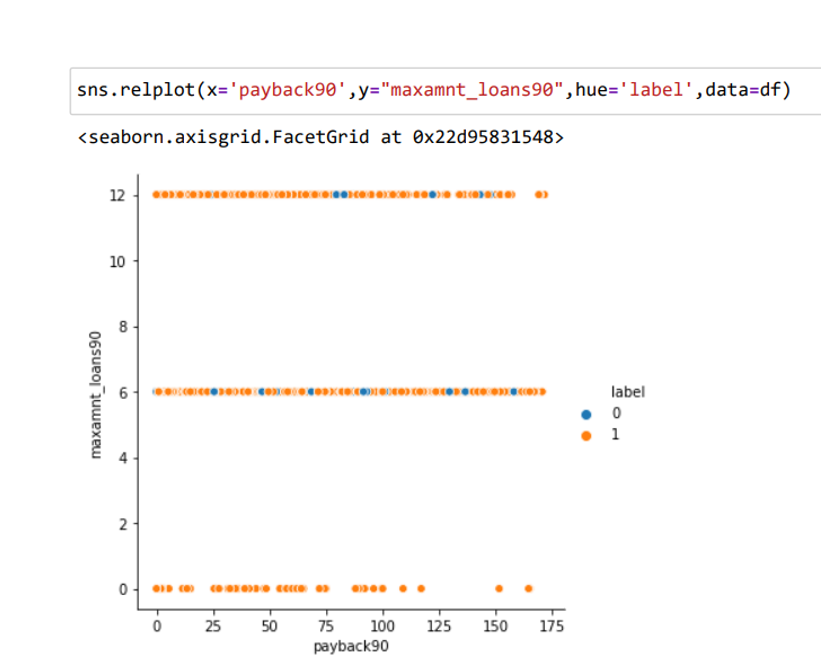 sns.relplot(x='payback90',y="maxamnt_loans90",hue='label',data=df)
<seaborn.axisgrid.FacetGrid at 0x22d95831548>
12
10
8
6
4
2
0
maxamnt_loans90
0 25 50 75 100 125 150 175
payback90
label
0
1